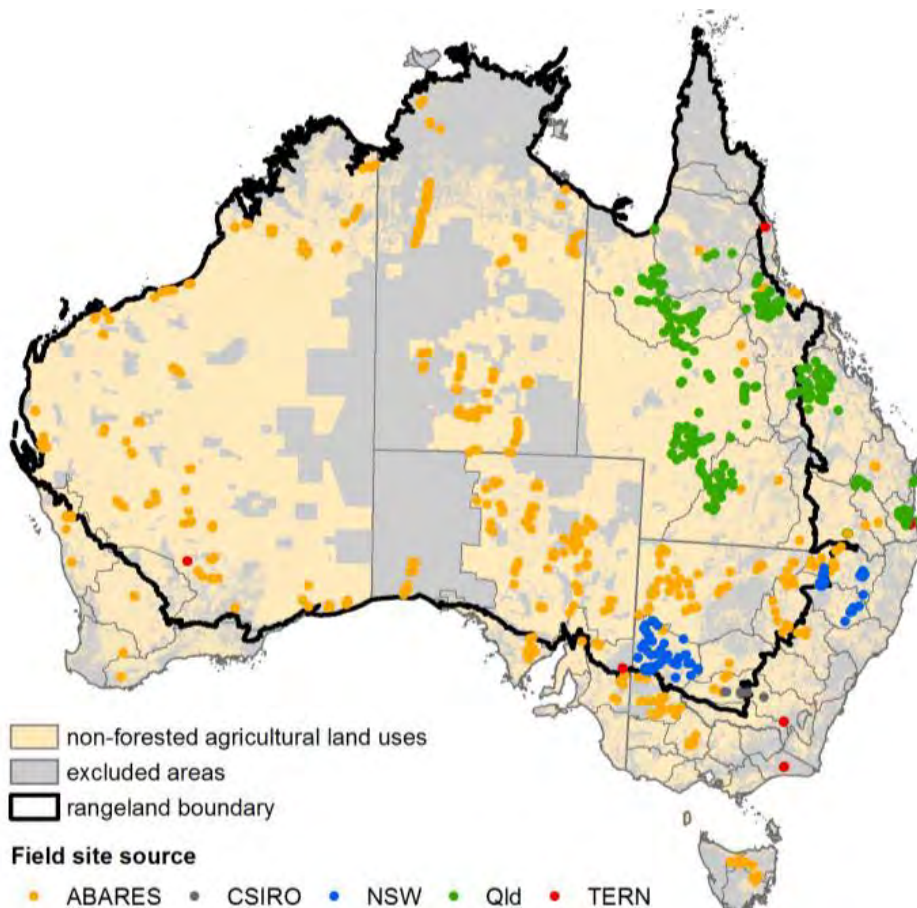 non-forested agricultural land uses
excluded areas
rangeland boundary
Field site source
ABARES CSIRO NSW Qld TERN